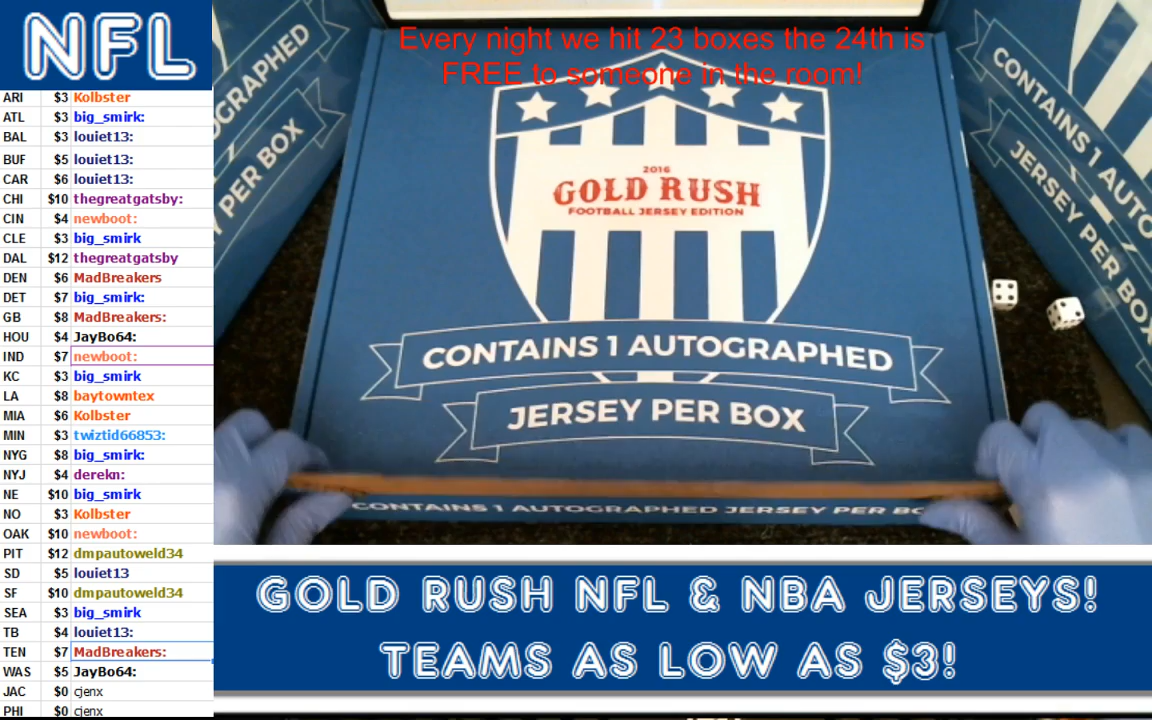 NFL
ARI $3 Kolbster
ATL $3 big_smirk:
BAL $3 louiet13:
BUF $5 louiet13:
CAR $6 louiet13:
CHI $10 thegreatgatsby:
CIN $4 newboot:
CLE $3 big_smirk
DAL $12 thegreatgatsby
DEN $6 MadBreakers
DET $7 big_smirk:
GB $8 MadBreakers:
HOU $4 JayBo64:
IND $7 newboot:
KC $3 big_smirk
LA $8 baytowntex
MIA $6 Kolbster
MIN $3 twiztid66853:
NYG $8 big_smirk:
NYJ $4 derekn:
NE $10 big_smirk
NO $3 Kolbster
OAK $10 newboot:
PIT $12 dmpautoweld34
SD $5 louiet13
SF $10 dmpautoweld34
SEA $3 big_smirk
TB $4 louiet13:
TEN $7 MadBreakers:
WAS $5 JayBo64:
JAC $0 cjenx
PHI $0 cjenx
Every night we hit 23 boxes the 24th is
FREE to someone in the room!
OGRAPHED
PER BOX
2016
GOLD RUSH
FOOTBALL JERSEY EDITION
CONTAINS 1 AUTOGRAPHED
JERSEY PER BOX
CONTAINS 1 AUTOGRAPHED JERSEY PER BO
CONTAINS 1 AUTO
JERSEY PER BOX
GOLD RUSH NFL & NBA JERSEYS!
TEAMS AS LOW AS $3!